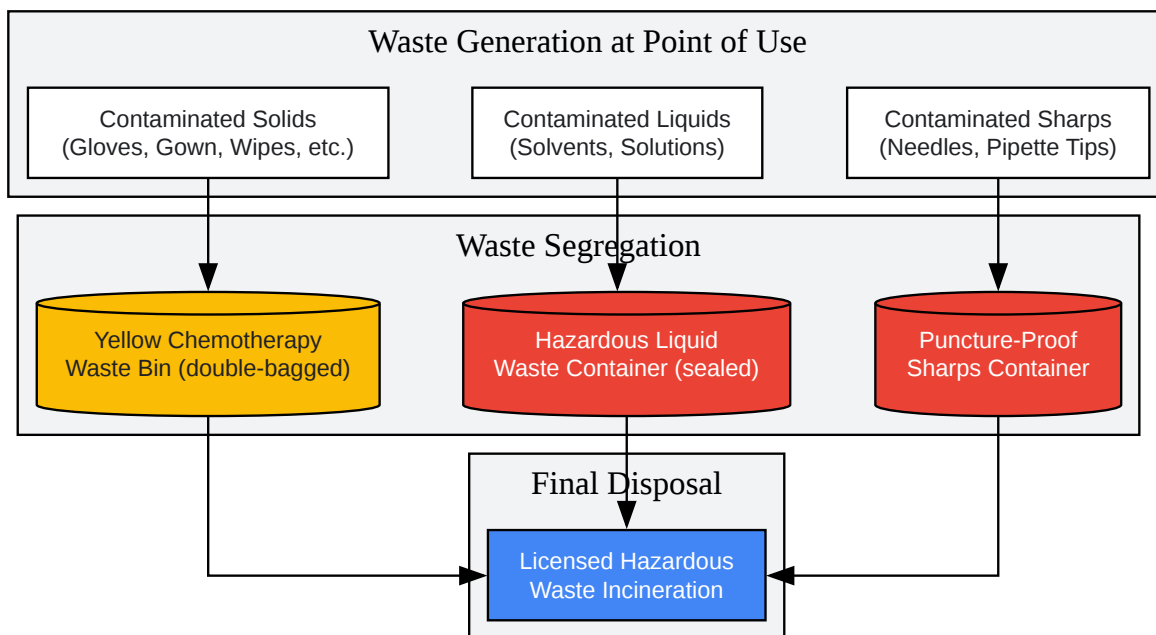 Waste Generation at Point of Use
Contaminated Solids
(Gloves, Gown, Wipes, etc.)
Contaminated Liquids
(Solvents, Solutions)
Contaminated Sharps
(Needles, Pipette Tips)
Waste Segregation
Yellow Chemotherapy
Waste Bin (double-bagged)
Hazardous Liquid
Waste Container (sealed)
Puncture-Proof
Sharps Container
Final Disposal
Licensed Hazardous
Waste Incineration